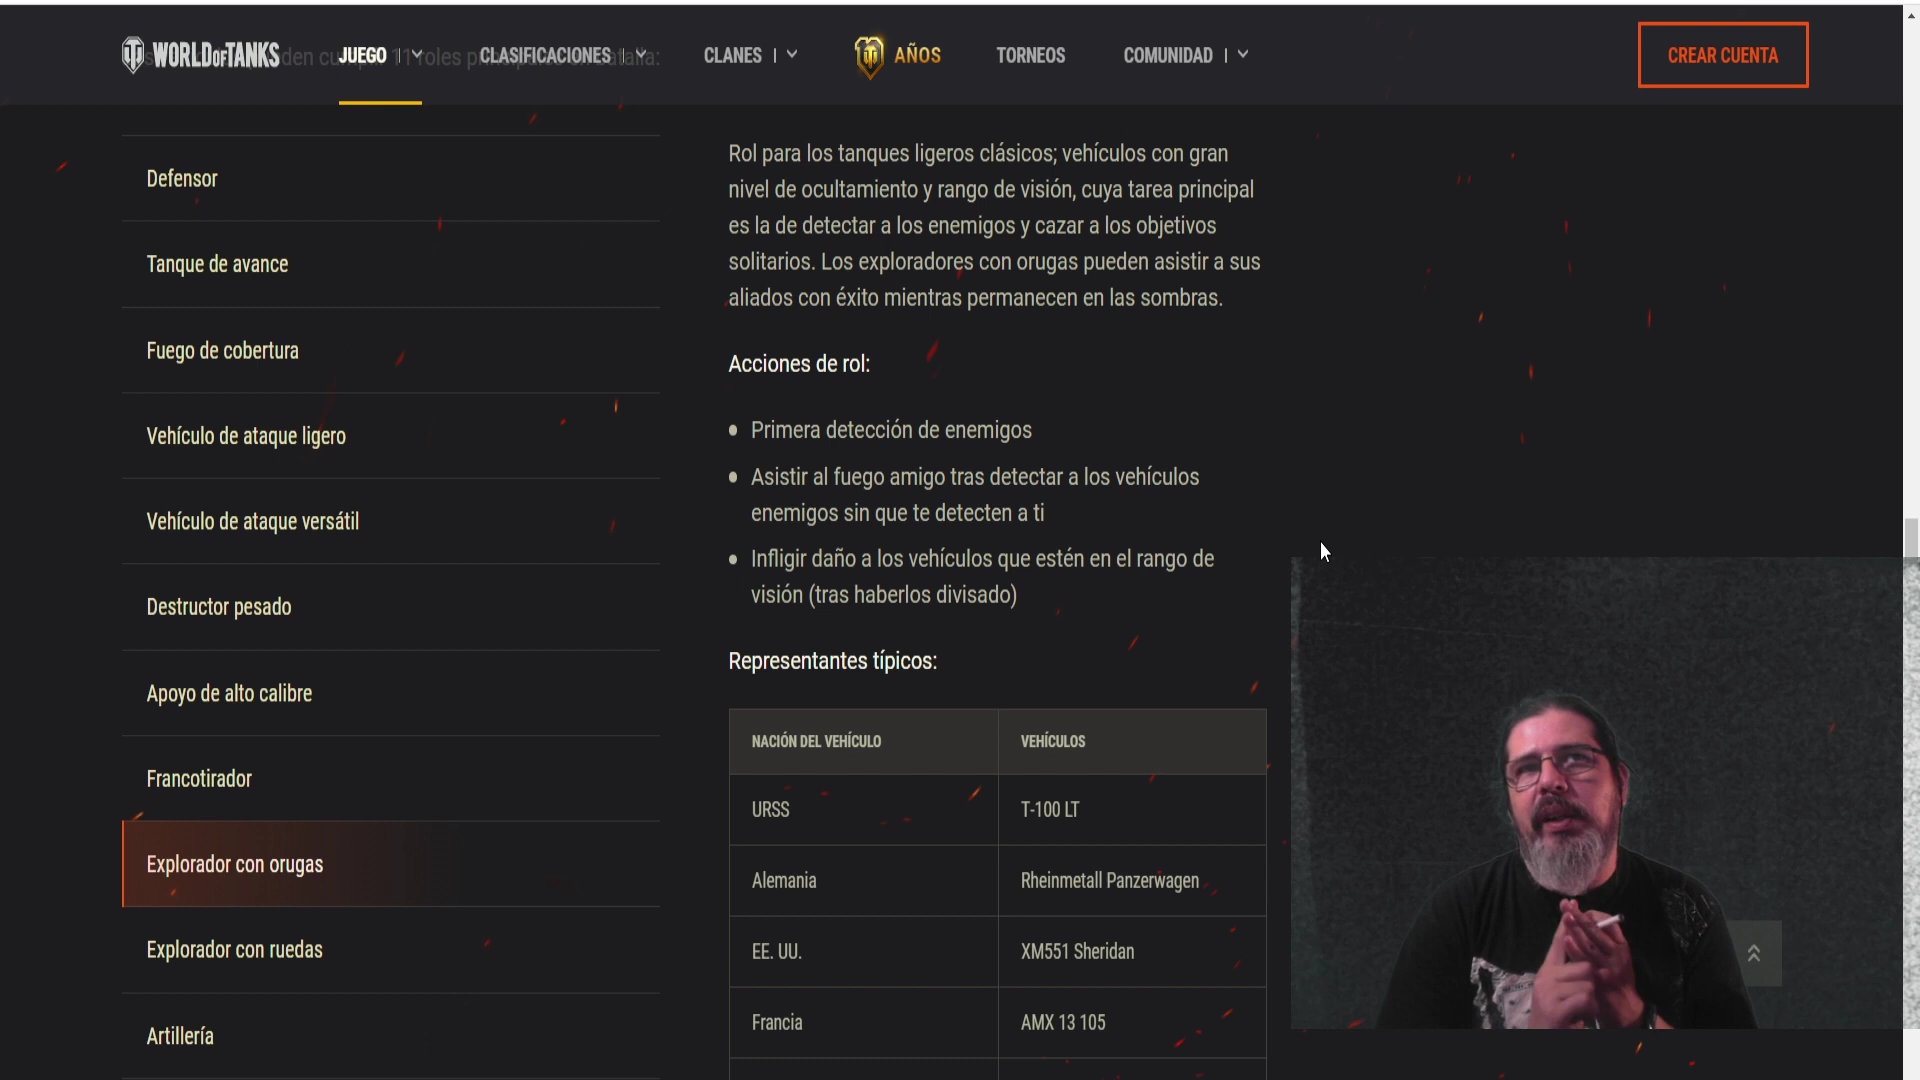 WORLD OF TANKS
JUEGO
CLASIFICACIONES
CLANES
10 AÑOS
TORNEOS
COMUNIDAD
CREAR CUENTA
11 roles
Defensor
Tanque de avance
Fuego de cobertura
Vehículo de ataque ligero
Vehículo de ataque versátil
Destructor pesado
Apoyo de alto calibre
Francotirador
Explorador con orugas
Explorador con ruedas
Artillería
Rol para los tanques ligeros clásicos; vehículos con gran
nivel de ocultamiento y rango de visión, cuya tarea principal
es la de detectar a los enemigos y cazar a los objetivos
solitarios. Los exploradores con orugas pueden asistir a sus
aliados con éxito mientras permanecen en las sombras.
Acciones de rol:
Primera detección de enemigos
Asistir al fuego amigo tras detectar a los vehículos
enemigos sin que te detecten a ti
Infligir daño a los vehículos que estén en el rango de
visión (tras haberlos divisado)
Representantes típicos:
NACIÓN DEL VEHÍCULO VEHÍCULOS
URSS T-100 LT
Alemania Rheinmetall Panzerwagen
EE. UU. XM551 Sheridan
Francia AMX 13 105